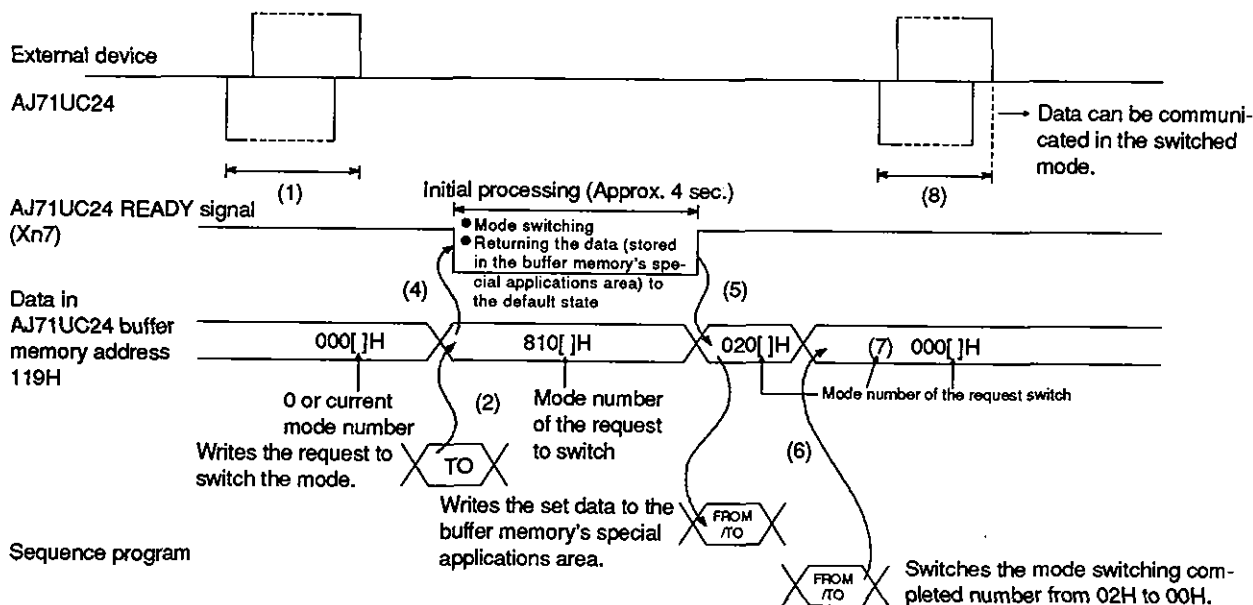 External device
AJ71UC24
Data can be communi-
cated in the switched
mode.
(1)
(8)
Initial processing (Approx. 4 sec.)
AJ71UC24 READY signal
(Xn7)
● Mode switching
● Returning the data (stored
in the buffer memory's spe-
cial applications area) to
the default state
(4)
(5)
Data in
AJ71UC24 buffer
memory address
119H
000[ ]H
810[ ]H
020[ ]H
(7)
000[ ]H
0 or current
mode number
(2)
Mode number
of the request
to switch
Mode number of the request switch
(6)
Writes the request to
switch the mode.
TO
Writes the set data to the
buffer memory's special
applications area.
FROM
/TO
Sequence program
FROM
/TO
Switches the mode switching com-
pleted number from 02H to 00H.